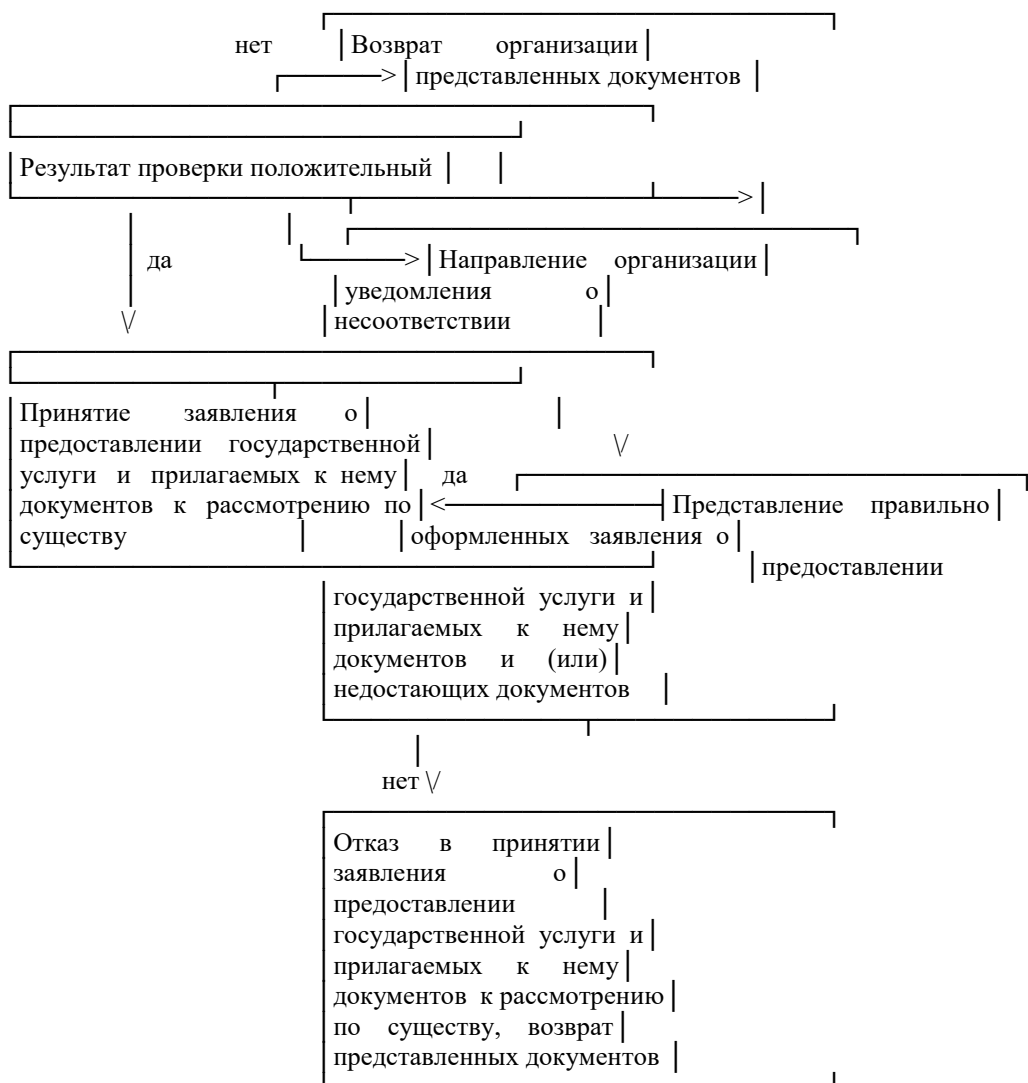 нет Возврат организации
представленных документов
Результат проверки положительный
да Направление организации
уведомления о
несоответствии
Принятие заявления о
предоставлении государственной
услуги и прилагаемых к нему да
документов к рассмотрению по Представление правильно
существу оформленных заявления о
предоставлении
государственной услуги и
прилагаемых к нему
документов и (или)
недостающих документов
нет
Отказ в принятии
заявления о
предоставлении
государственной услуги и
прилагаемых к нему
документов к рассмотрению
по существу, возврат
представленных документов